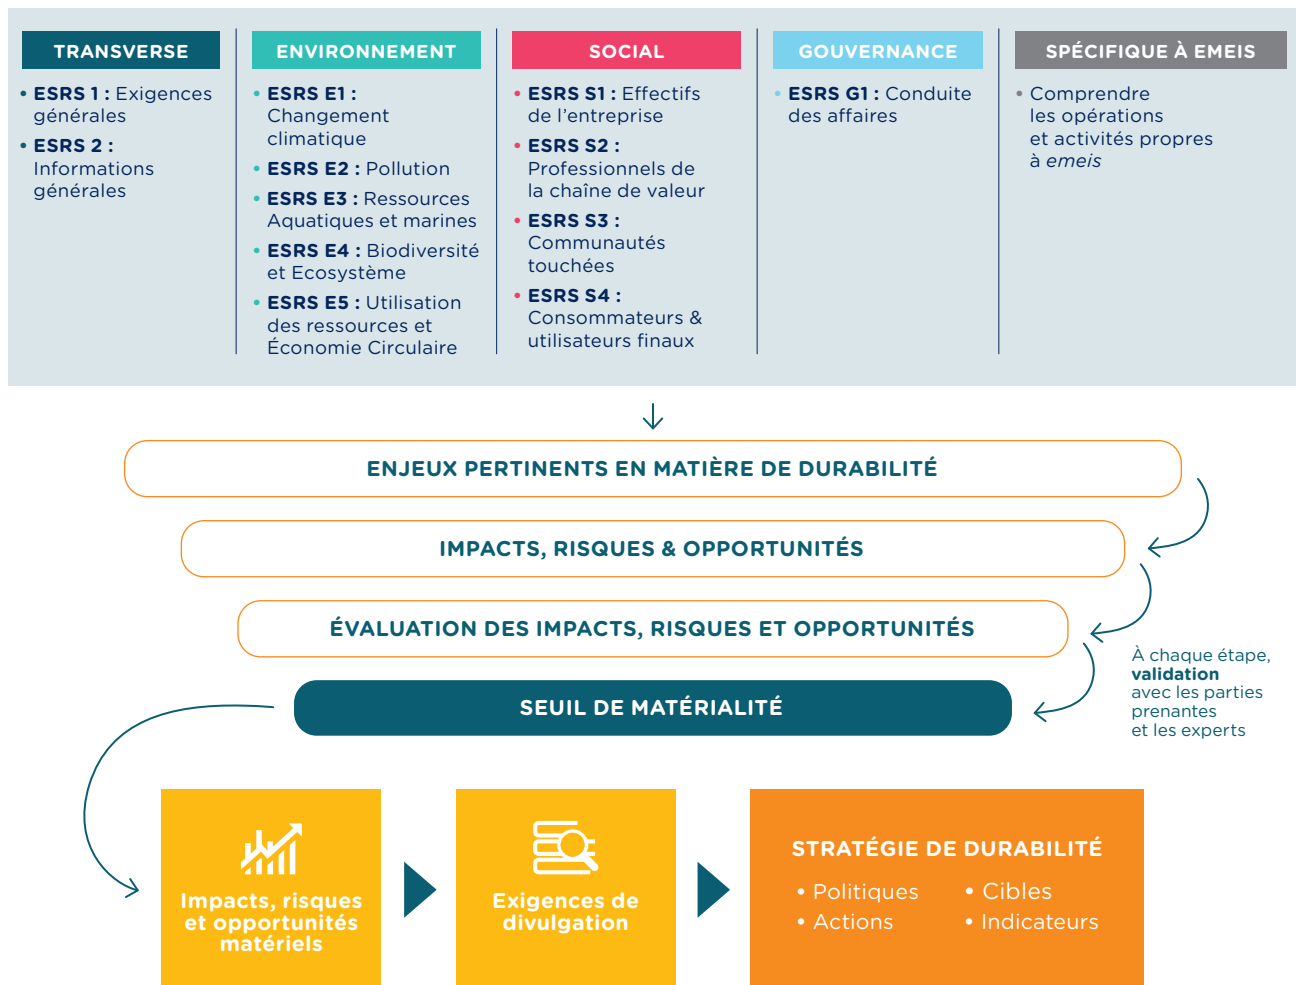 TRANSVERSE
• ESRS 1 : Exigences
générales
• ESRS 2 :
Informations
générales
ENVIRONNEMENT
• ESRS E1 :
Changement
climatique
• ESRS E2 : Pollution
• ESRS E3 : Ressources
Aquatiques et marines
• ESRS E4 : Biodiversité
et Ecosystème
• ESRS E5 : Utilisation
des ressources et
Économie Circulaire
SOCIAL
• ESRS S1 : Effectifs
de l’entreprise
• ESRS S2 :
Professionnels de
la chaîne de valeur
• ESRS S3 :
Communautés
touchées
• ESRS S4 :
Consommateurs &
utilisateurs finaux
GOUVERNANCE
• ESRS G1 : Conduite
des affaires
SPÉCIFIQUE À EMEIS
• Comprendre
les opérations
et activités propres
à emeis
ENJEUX PERTINENTS EN MATIÈRE DE DURABILITÉ
IMPACTS, RISQUES & OPPORTUNITÉS
ÉVALUATION DES IMPACTS, RISQUES ET OPPORTUNITÉS
SEUIL DE MATÉRIALITÉ
À chaque étape,
validation
avec les parties
prenantes
et les experts
Impacts, risques
et opportunités
matériels
Exigences de
divulgation
STRATÉGIE DE DURABILITÉ
• Politiques
• Actions
• Cibles
• Indicateurs